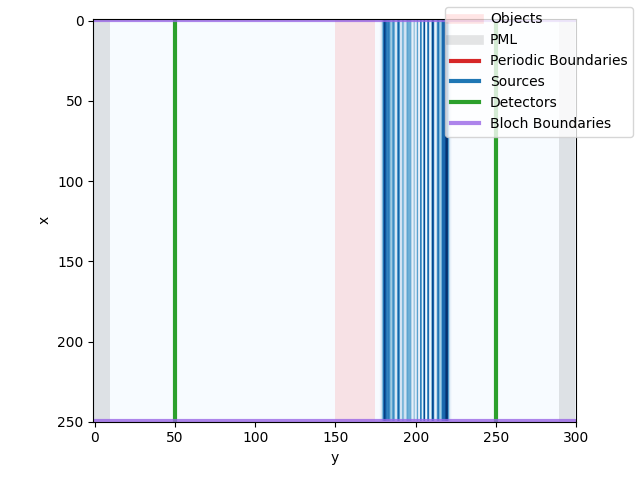 Objects
PML
Periodic Boundaries
Sources
Detectors
Bloch Boundaries
0
50
100
150
200
250
x
0
50
100
150
200
250
300
y